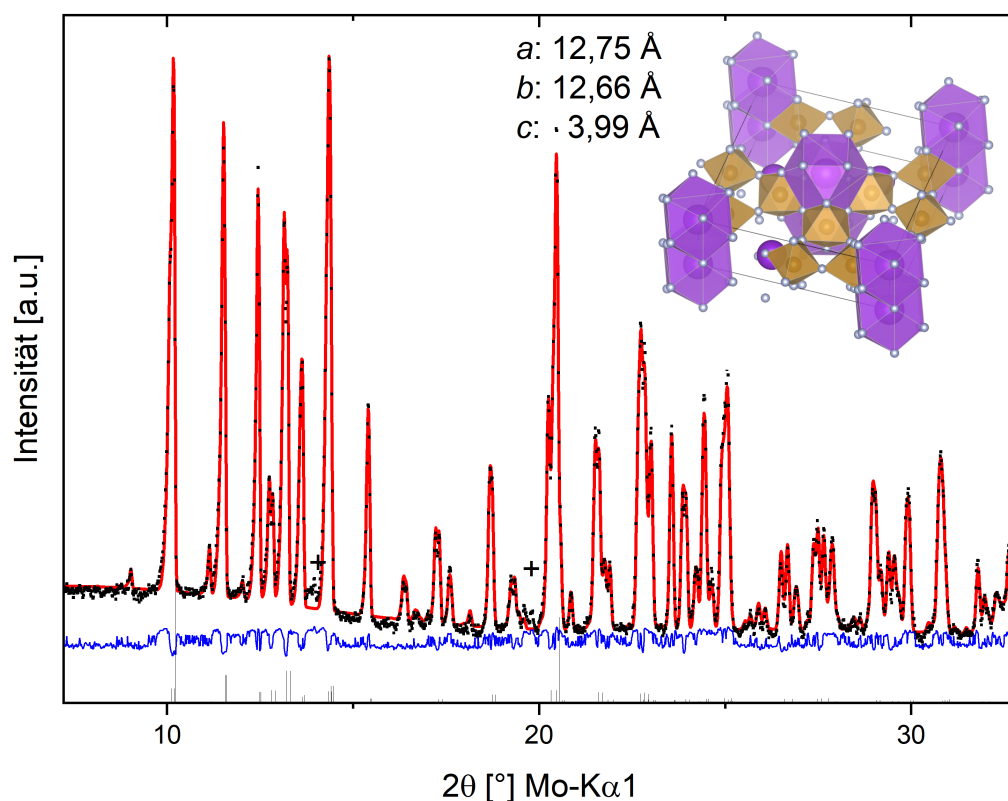 a: 12,75 Å
b: 12,66 Å
c: 3,99 Å
Intensität [a.u.]
+
+
10
20
30
2θ [°] Mo-Kα1